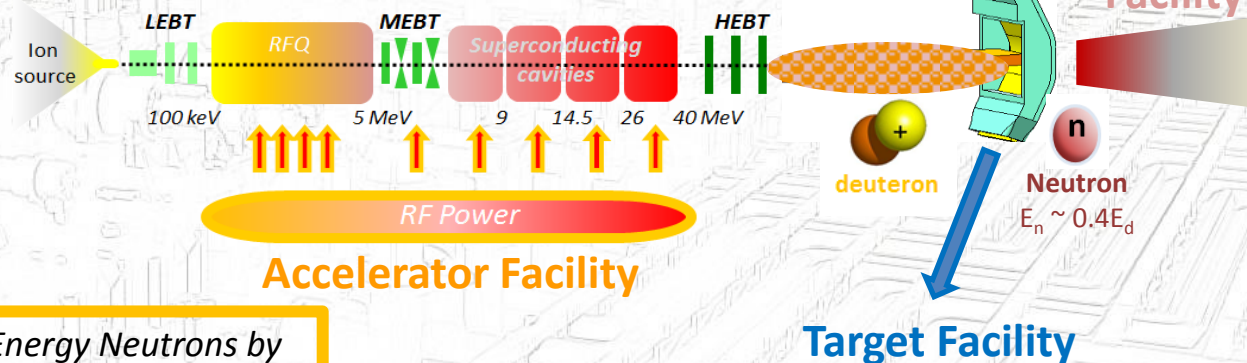 LEBT
MEBT
HEBT
Facility
Ion
source
RFQ
Superconducting
cavities
100 keV
5 MeV
9
14.5
26
40 MeV
+
n
deuteron
Neutron
Eₙ ~ 0.4E_d
RF Power
Accelerator Facility
Target Facility
Energy Neutrons by